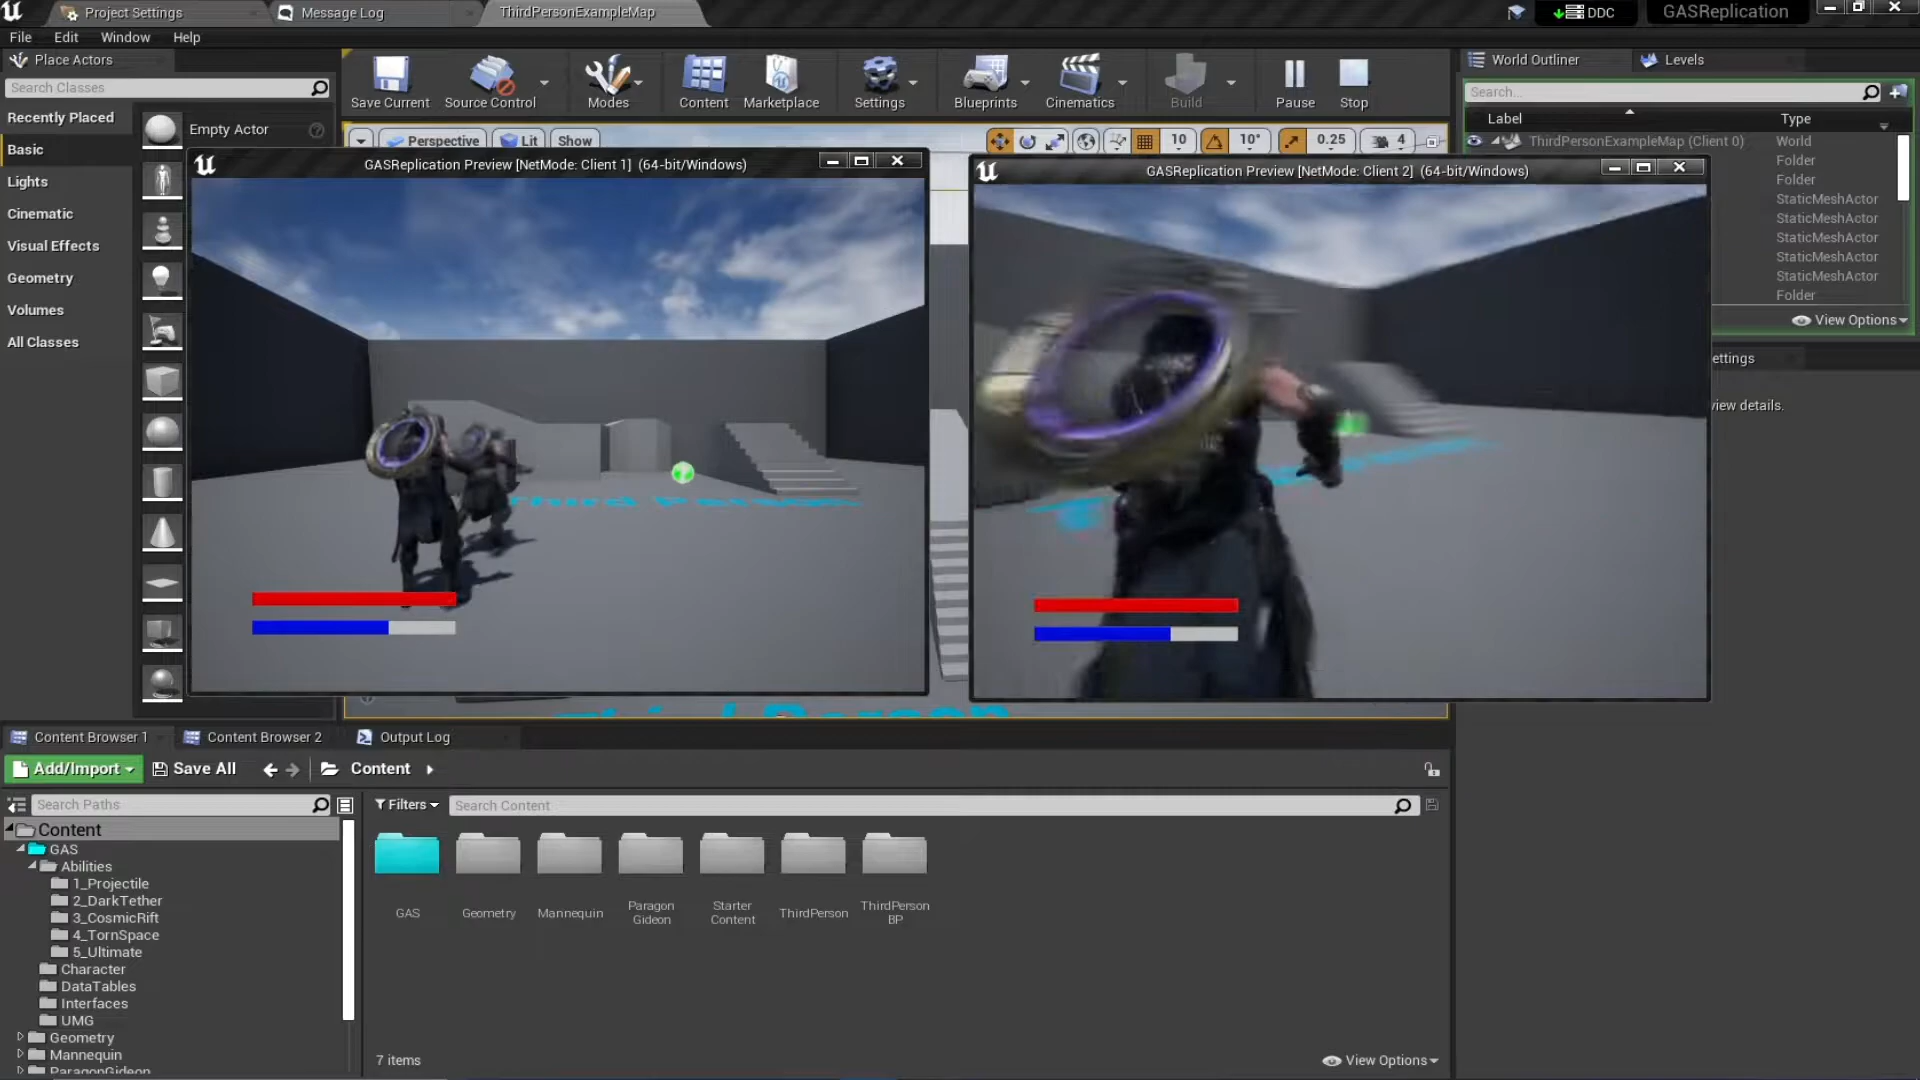 Project Settings
Message Log
ThirdPersonExampleMap
DDC
GASReplication
File Edit Window Help
Place Actors
Search Classes
Recently Placed
Basic
Lights
Cinematic
Visual Effects
Geometry
Volumes
All Classes
Empty Actor
Save Current
Source Control
Modes
Content
Marketplace
Settings
Blueprints
Cinematics
Build
Pause
Stop
Perspective
Lit
Show
10
10°
0.25
4
World Outliner
Levels
Search...
Label Type
ThirdPersonExampleMap (Client 0) World
Folder
Folder
StaticMeshActor
StaticMeshActor
StaticMeshActor
StaticMeshActor
StaticMeshActor
Folder
View Options
ettings
view details.
GASReplication Preview [NetMode: Client 1] (64-bit/Windows)
GASReplication Preview [NetMode: Client 2] (64-bit/Windows)
Content Browser 1
Content Browser 2
Output Log
Add/Import
Save All
Content
Search Paths
Filters
Search Content
Content
GAS
Abilities
1_Projectile
2_DarkTether
3_CosmicRift
4_TornSpace
5_Ultimate
Character
DataTables
Interfaces
UMG
Geometry
Mannequin
ParagonGideon
GAS
Geometry
Mannequin
Paragon
Gideon
Starter
Content
ThirdPerson
ThirdPerson
BP
7 items
View Options